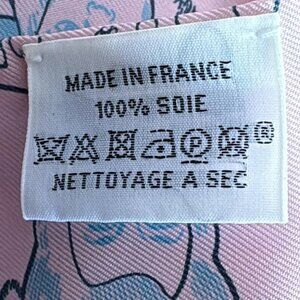 MADE IN FRANCE
100% SOIE
P ®
NETTOYAGE A SEC